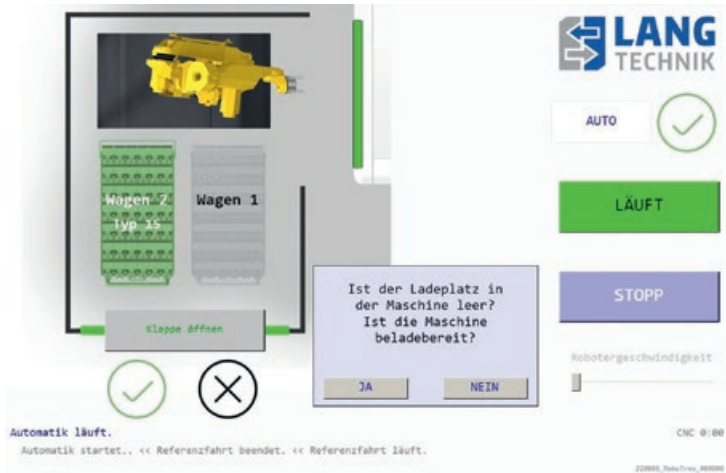 LANG
TECHNIK
AUTO
Wagen 2
Typ 15
Wagen 1
LÄUFT
Ist der Ladeplatz in
der Maschine leer?
Ist die Maschine
beladebereit?
JA
NEIN
STOPP
Klappe öffnen
Robotergeschwindigkeit
Automatik läuft.
CNC 0:00
Automatik startet.. << Referenzfahrt beendet. << Referenzfahrt läuft.